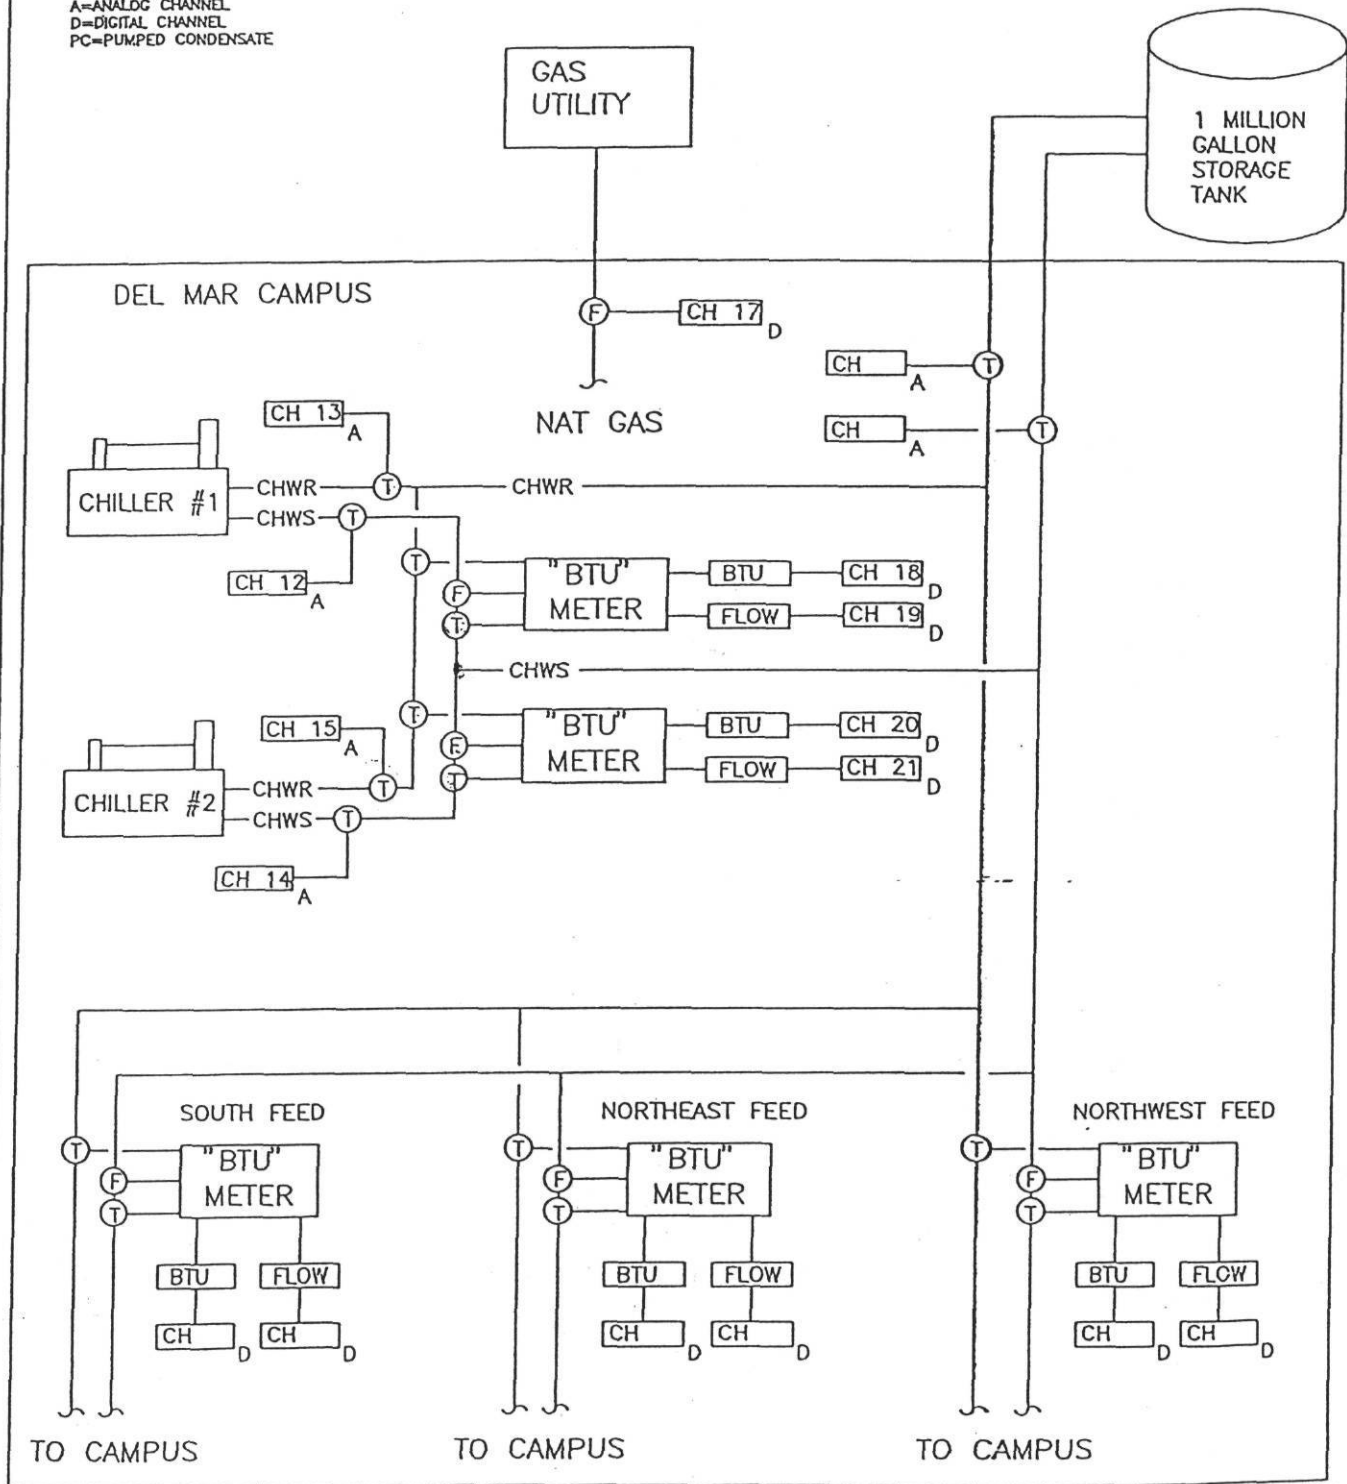 A=ANALOG CHANNEL
D=DIGITAL CHANNEL
PC=PUMPED CONDENSATE
GAS
UTILITY
1 MILLION
GALLON
STORAGE
TANK
DEL MAR CAMPUS
F
CH 17
D
CH
A
T
CH 13
A
NAT GAS
CH
A
T
CHILLER #1
CHWR
T
CHWR
CHWS
T
CH 12
A
T
F
T
"BTU"
METER
BTU
CH 18
D
FLOW
CH 19
D
CHWS
CH 15
A
T
F
T
"BTU"
METER
BTU
CH 20
D
FLOW
CH 21
D
CHILLER #2
CHWR
T
CHWS
T
CH 14
A
SOUTH FEED
NORTHEAST FEED
NORTHWEST FEED
T
F
T
"BTU"
METER
T
F
T
"BTU"
METER
T
F
T
"BTU"
METER
BTU
FLOW
BTU
FLOW
BTU
FLOW
CH
D
CH
D
CH
D
CH
D
CH
D
CH
D
TO CAMPUS
TO CAMPUS
TO CAMPUS